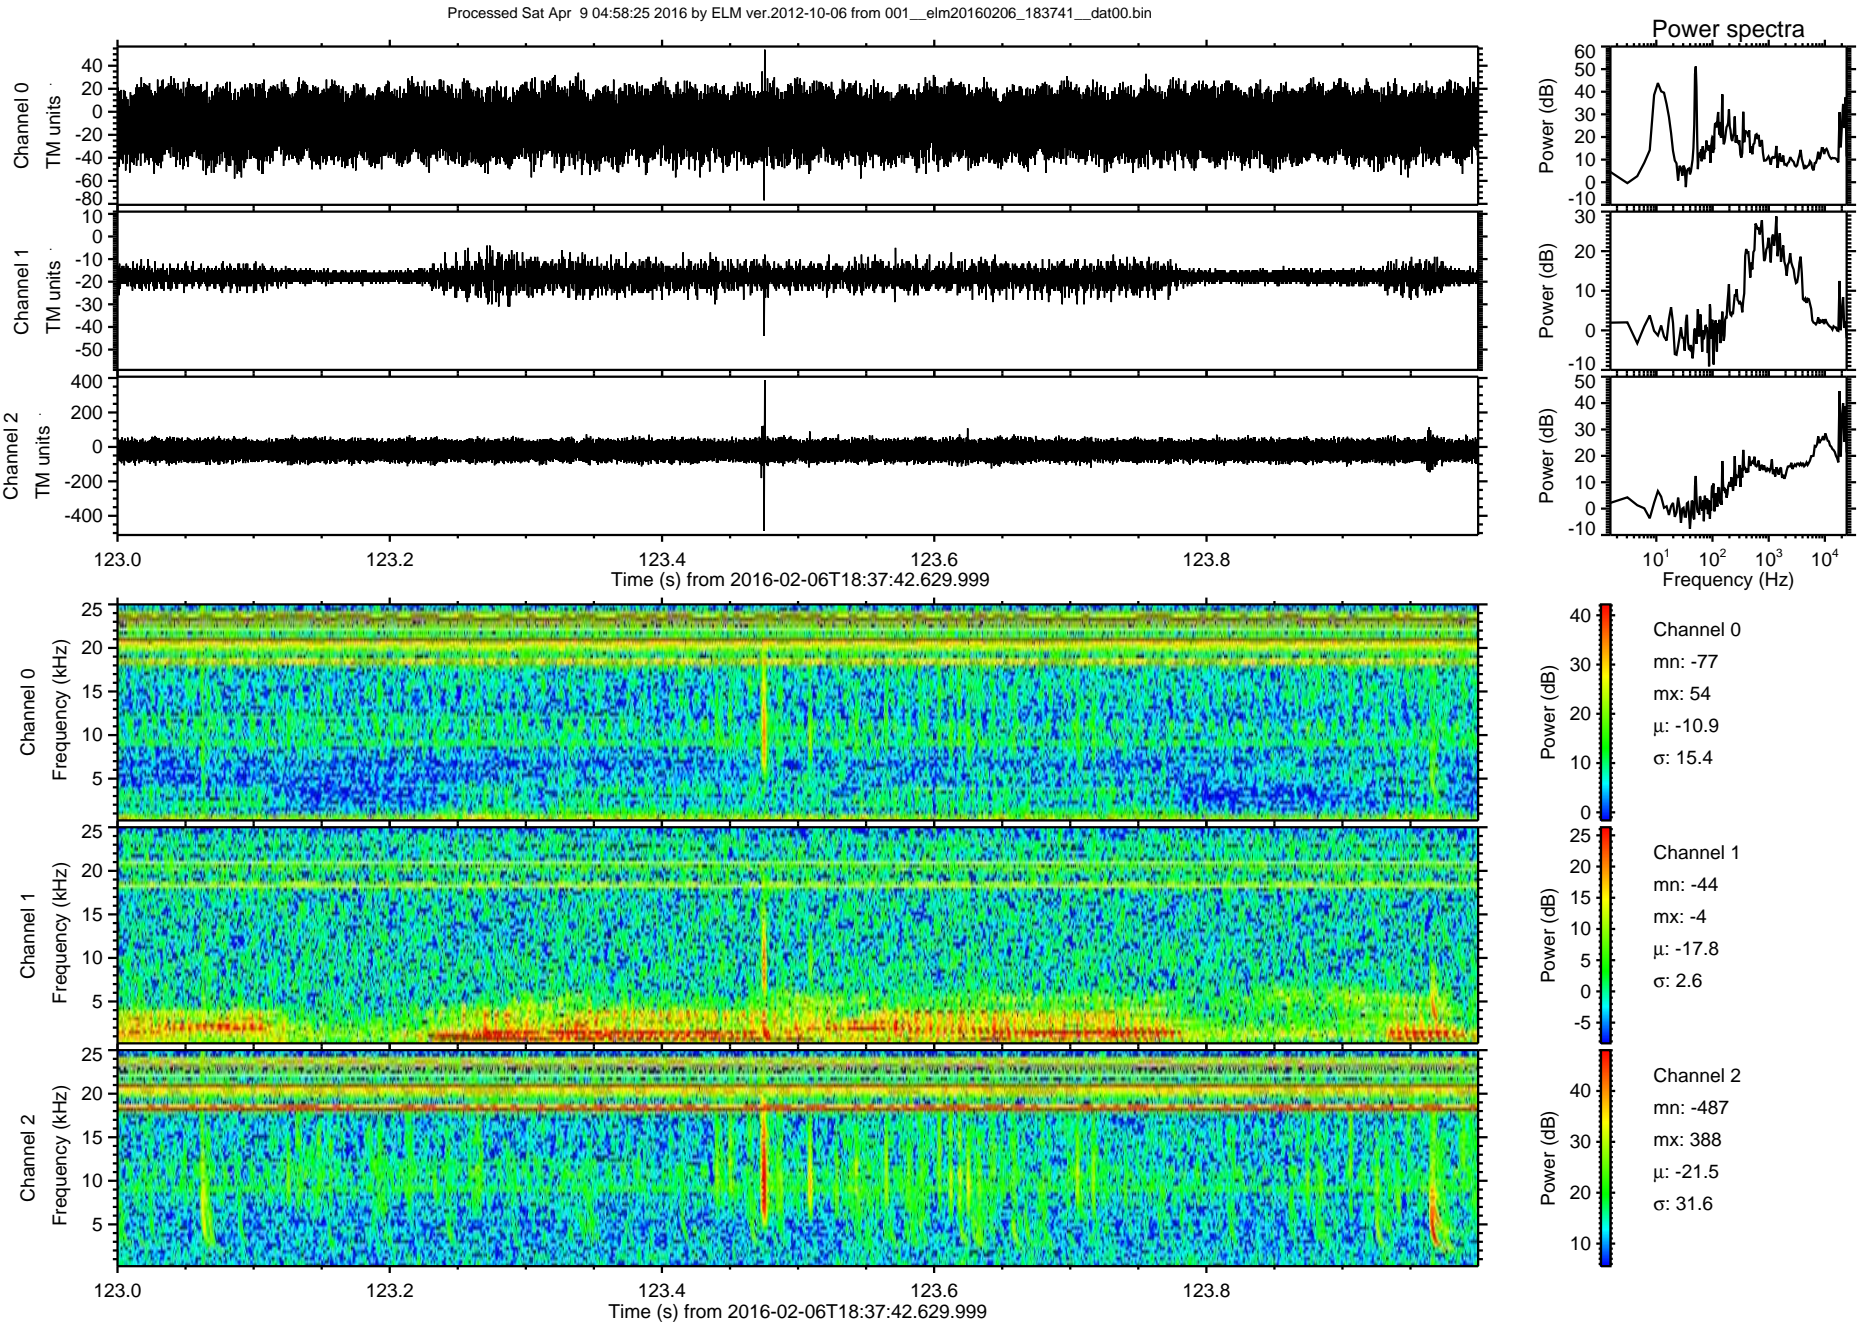 Processed Sat Apr  9 04:58:25 2016 by ELM ver.2012-10-06 from 001__elm20160206_183741__dat00.bin
Power spectra
Channel 0
TM units
40
20
0
-20
-40
-60
-80
Power (dB)
60
50
40
30
20
10
0
-10
Channel 1
TM units
10
0
-10
-20
-30
-40
-50
Power (dB)
30
20
10
0
-10
Channel 2
TM units
400
200
0
-200
-400
Power (dB)
50
40
30
20
10
0
-10
123.0 123.2 123.4 123.6 123.8
Time (s) from 2016-02-06T18:37:42.629.999
10¹ 10² 10³ 10⁴
Frequency (Hz)
Channel 0
Frequency (kHz)
25
20
15
10
5
Power (dB)
40
30
20
10
0
Channel 0
mn: -77
mx: 54
μ: -10.9
σ: 15.4
Channel 1
Frequency (kHz)
25
20
15
10
5
Power (dB)
25
20
15
10
5
0
-5
Channel 1
mn: -44
mx: -4
μ: -17.8
σ: 2.6
Channel 2
Frequency (kHz)
25
20
15
10
5
Power (dB)
40
30
20
10
Channel 2
mn: -487
mx: 388
μ: -21.5
σ: 31.6
123.0 123.2 123.4 123.6 123.8
Time (s) from 2016-02-06T18:37:42.629.999